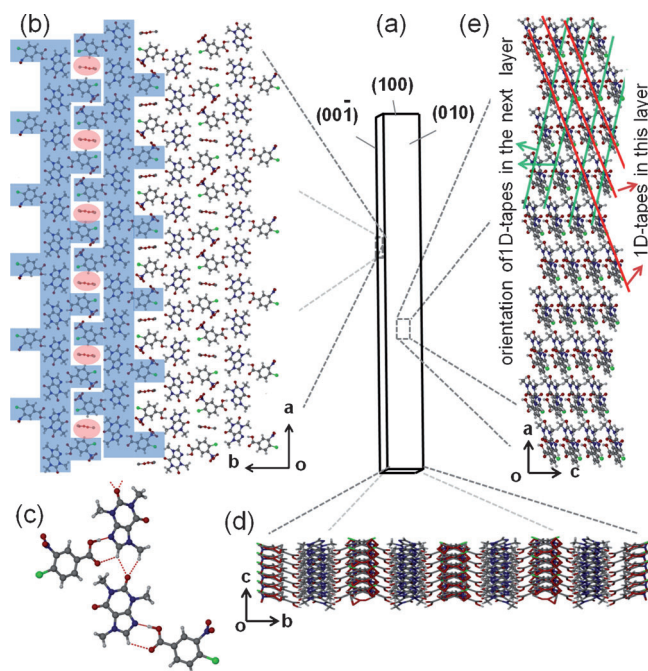 (b)
(a)
(e)
(100)
(001̄)
(010)
orientation of 1D-tapes in the next layer
1D-tapes in this layer
a
b
o
a
o
c
(c)
(d)
c
o
b